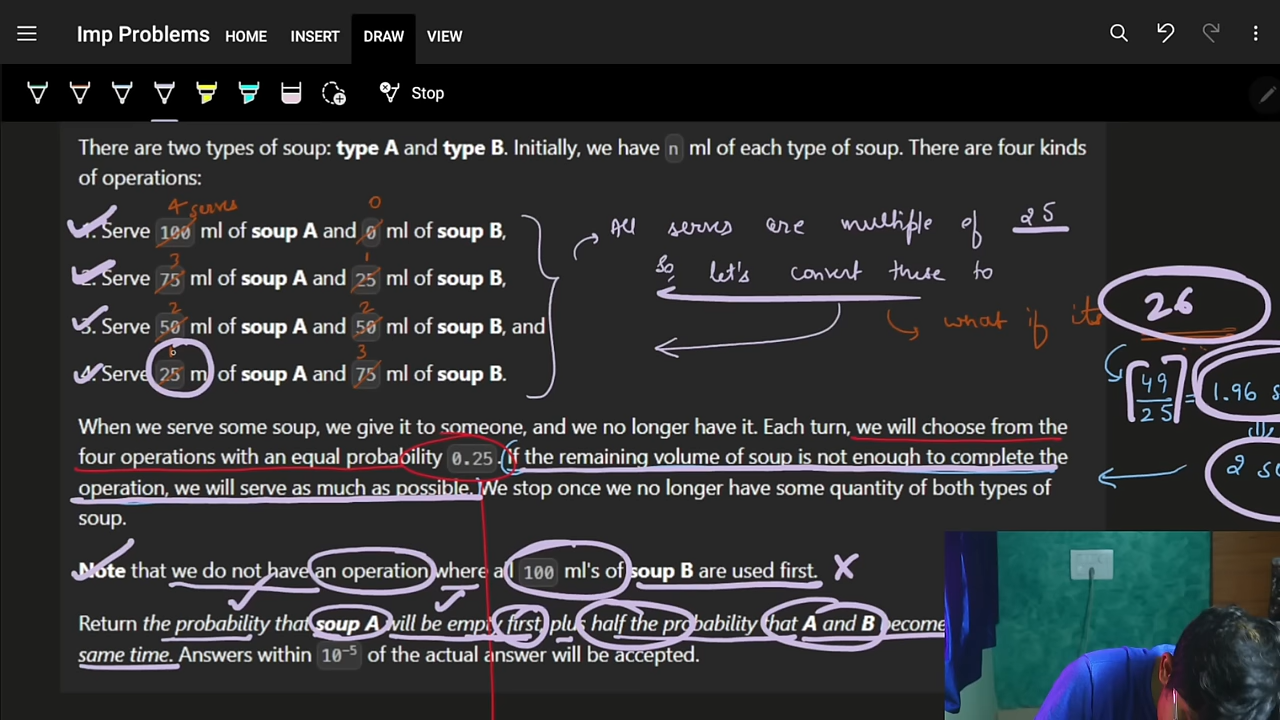 Imp Problems HOME INSERT DRAW VIEW
Stop
There are two types of soup: type A and type B. Initially, we have n ml of each type of soup. There are four kinds
of operations:
4 serves 0
1. Serve 100 ml of soup A and 0 ml of soup B,
3 1
2. Serve 75 ml of soup A and 25 ml of soup B,
2 2
3. Serve 50 ml of soup A and 50 ml of soup B, and
1 3
4. Serve 25 ml of soup A and 75 ml of soup B.
All serves are multiple of 25
So let's convert these to
what if its
26
49
25
= 1.96
2
When we serve some soup, we give it to someone, and we no longer have it. Each turn, we will choose from the
four operations with an equal probability 0.25. If the remaining volume of soup is not enough to complete the
operation, we will serve as much as possible. We stop once we no longer have some quantity of both types of
soup.
Note that we do not have an operation where all 100 ml's of soup B are used first. X
Return the probability that soup A will be empty first, plus half the probability that A and B become
same time. Answers within 10⁻⁵ of the actual answer will be accepted.